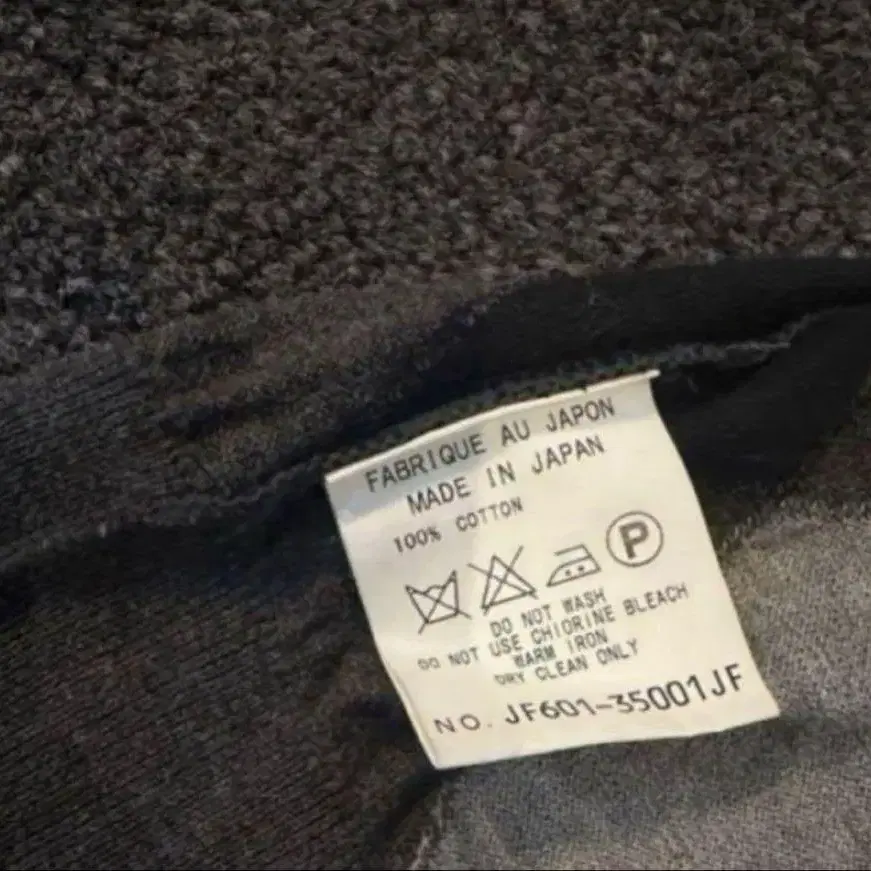 FABRIQUE AU JAPON
MADE IN JAPAN
100% COTTON
P
DO NOT WASH
DO NOT USE CHIORINE BLEACH
WARM IRON
DRY CLEAN ONLY
NO. JF601-35001JF